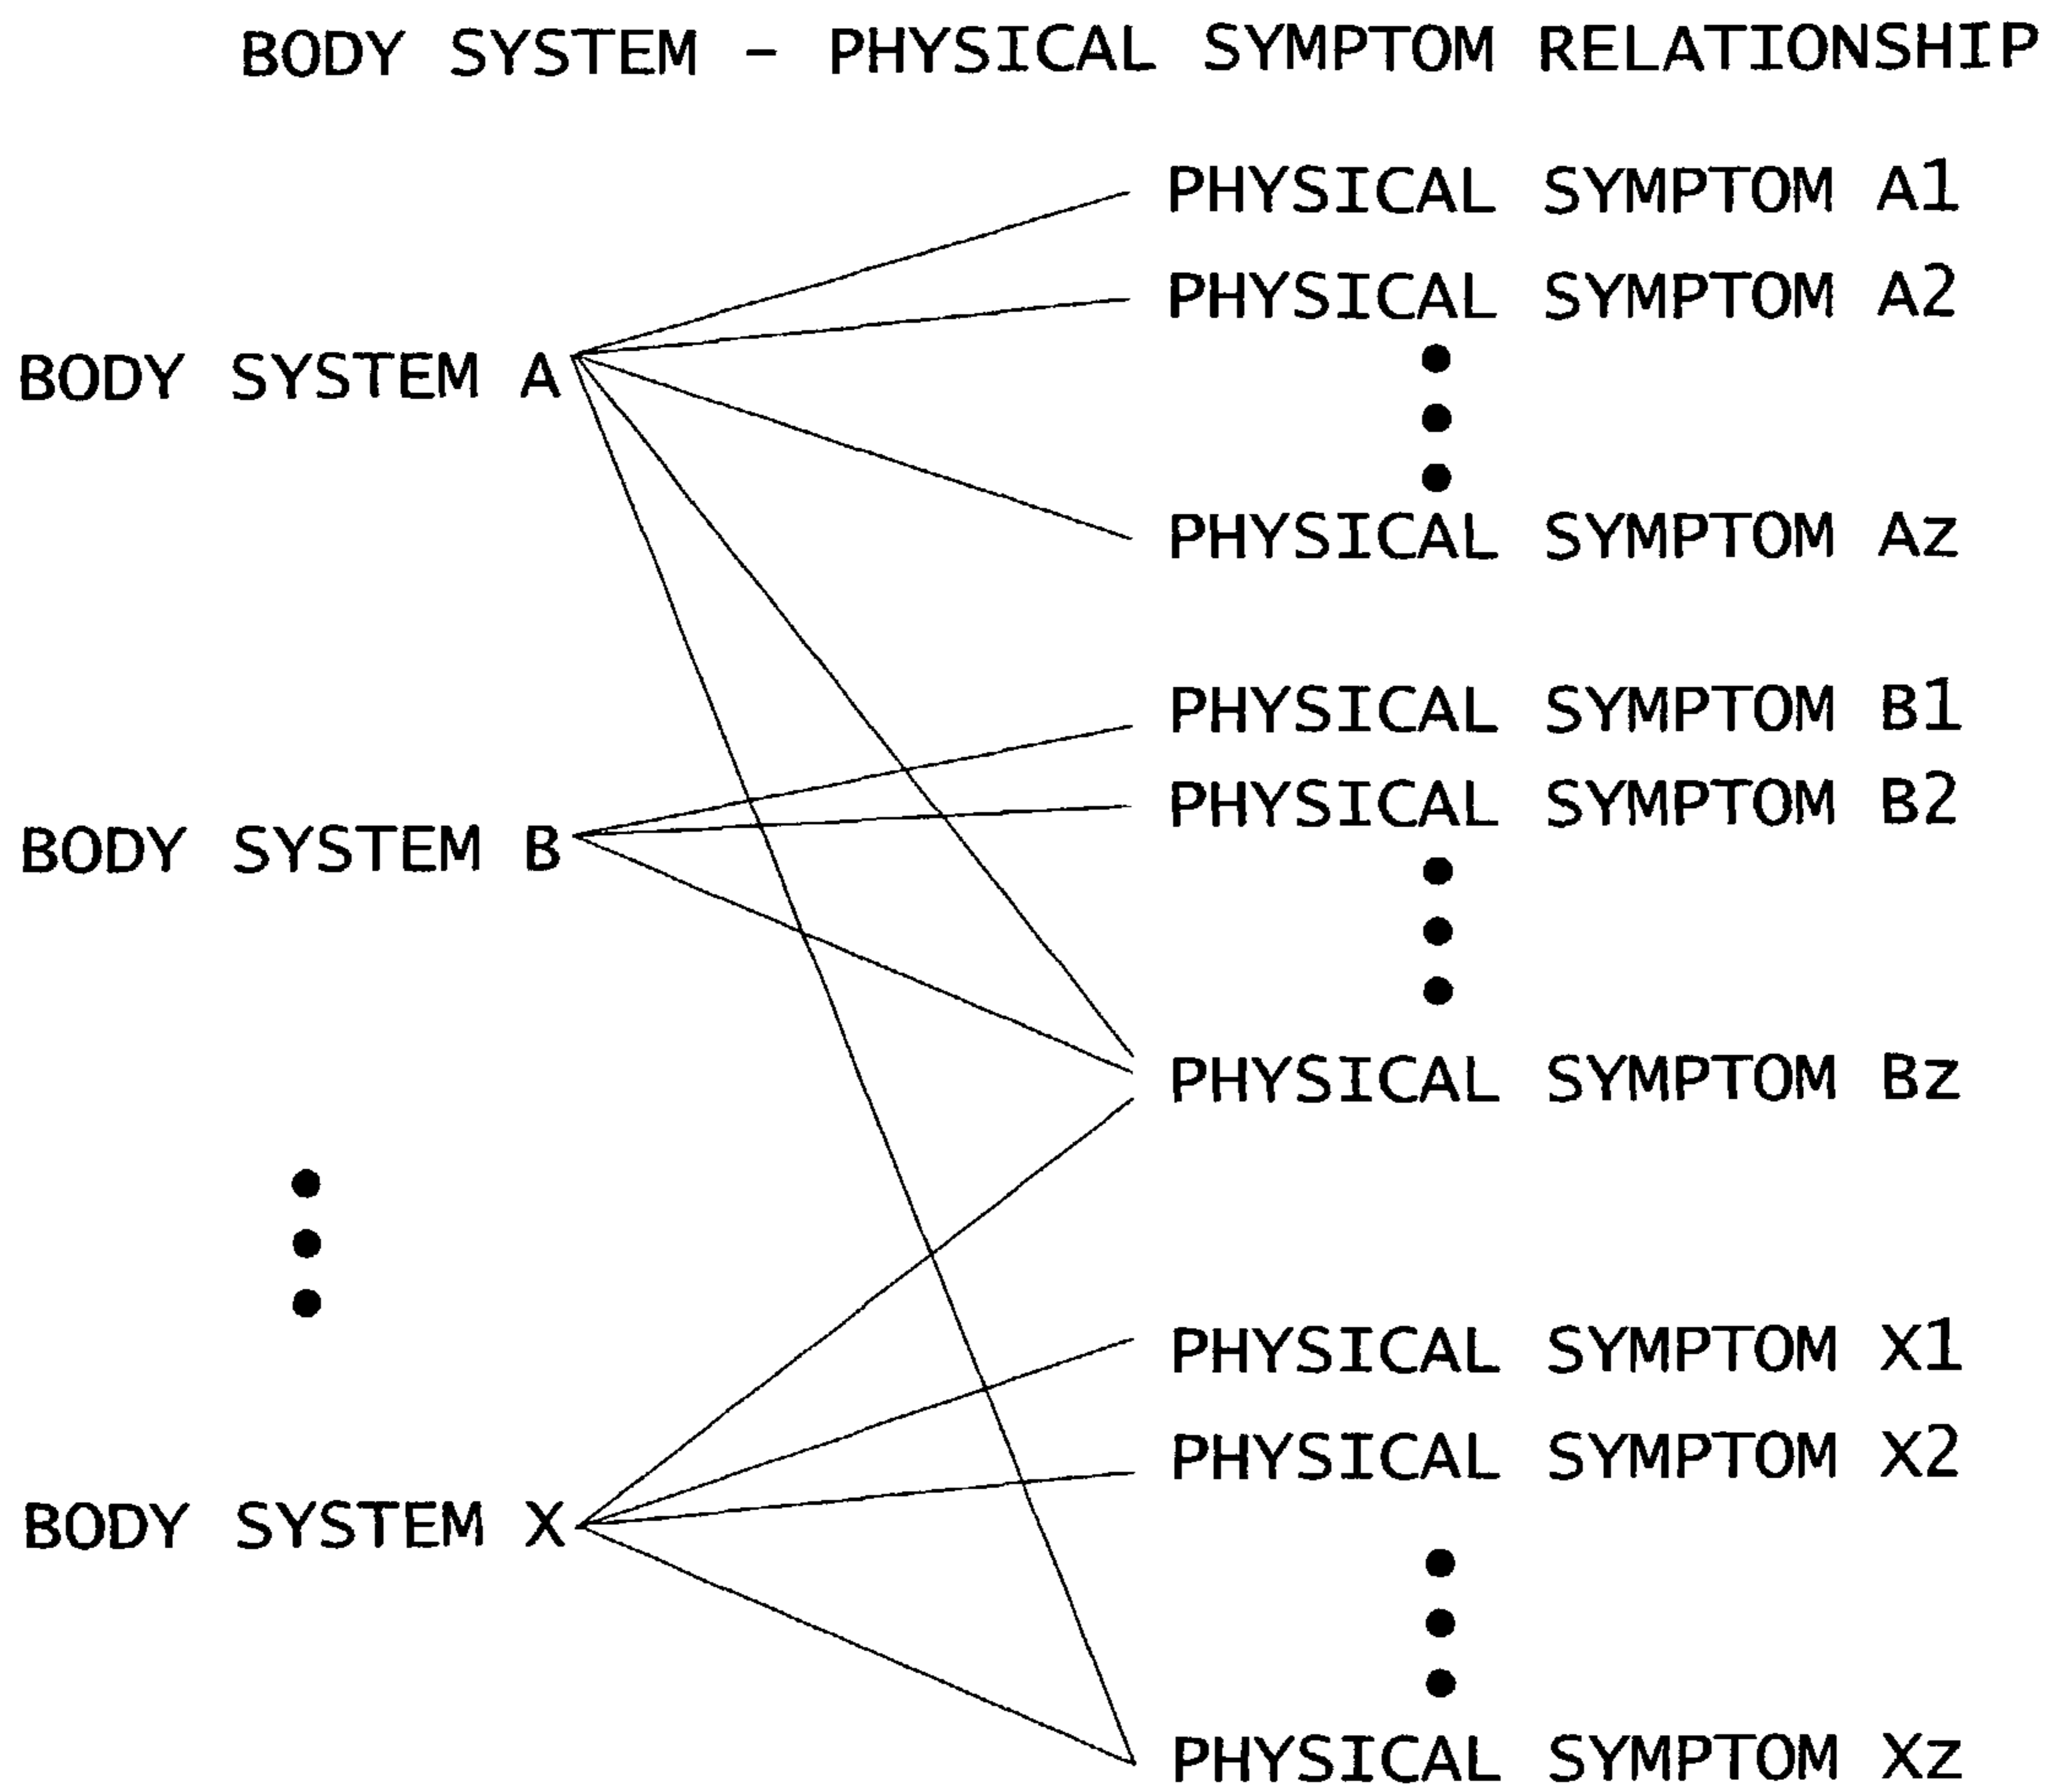 BODY SYSTEM - PHYSICAL SYMPTOM RELATIONSHIP
PHYSICAL SYMPTOM A1
PHYSICAL SYMPTOM A2
BODY SYSTEM A
PHYSICAL SYMPTOM Az
PHYSICAL SYMPTOM B1
PHYSICAL SYMPTOM B2
BODY SYSTEM B
PHYSICAL SYMPTOM Bz
PHYSICAL SYMPTOM X1
PHYSICAL SYMPTOM X2
BODY SYSTEM X
PHYSICAL SYMPTOM Xz